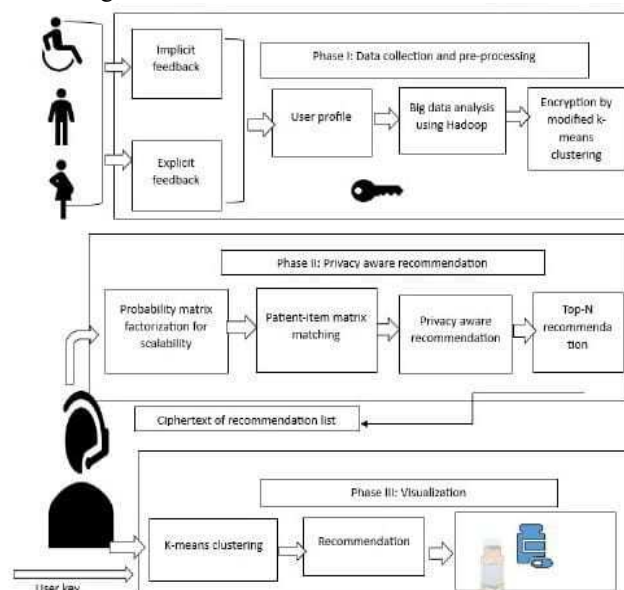 Implicit
feedback
Phase I: Data collection and pre-processing
User profile
Big data analysis
using Hadoop
Encryption by
modified k-
means
clustering
Explicit
feedback
Phase II: Privacy aware recommendation
Probability matrix
factorization for
scalability
Patient-item matrix
matching
Privacy aware
recommendation
Top-N
recommenda
tion
Ciphertext of recommendation list
Phase III: Visualization
K-means clustering
Recommendation
User key